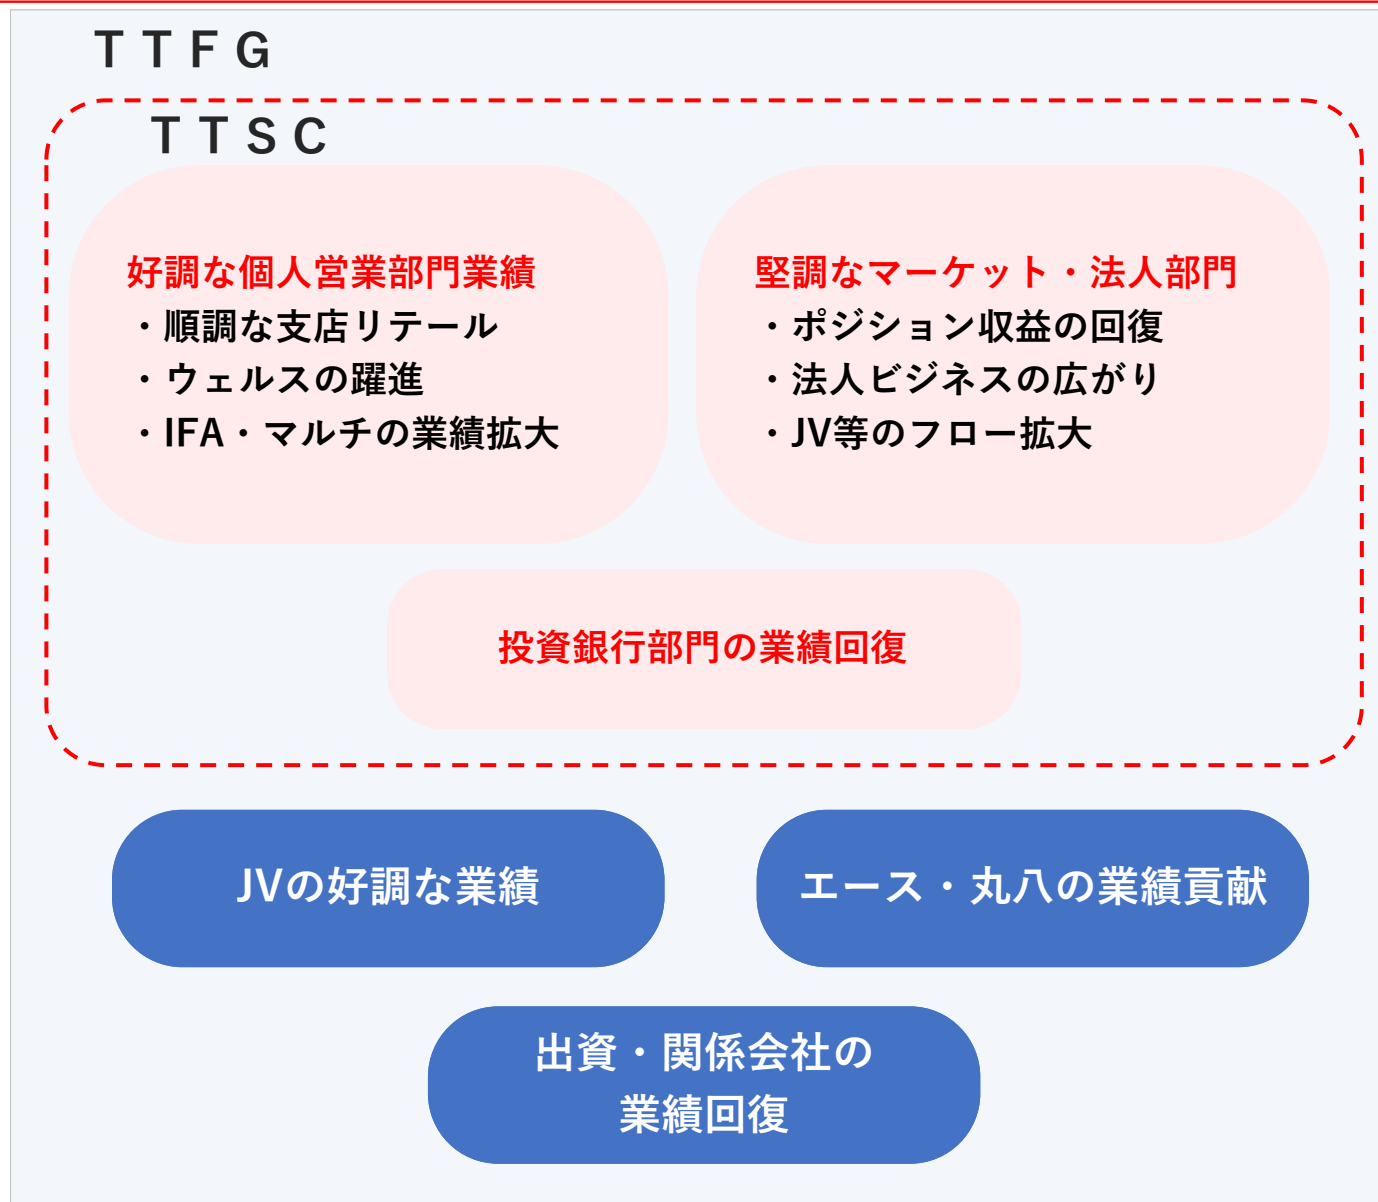 ＴＴＦＧ
ＴＴＳＣ
好調な個人営業部門業績
・順調な支店リテール
・ウェルスの躍進
・IFA・マルチの業績拡大
堅調なマーケット・法人部門
・ポジション収益の回復
・法人ビジネスの広がり
・JV等のフロー拡大
投資銀行部門の業績回復
JVの好調な業績
エース・丸八の業績貢献
出資・関係会社の
業績回復